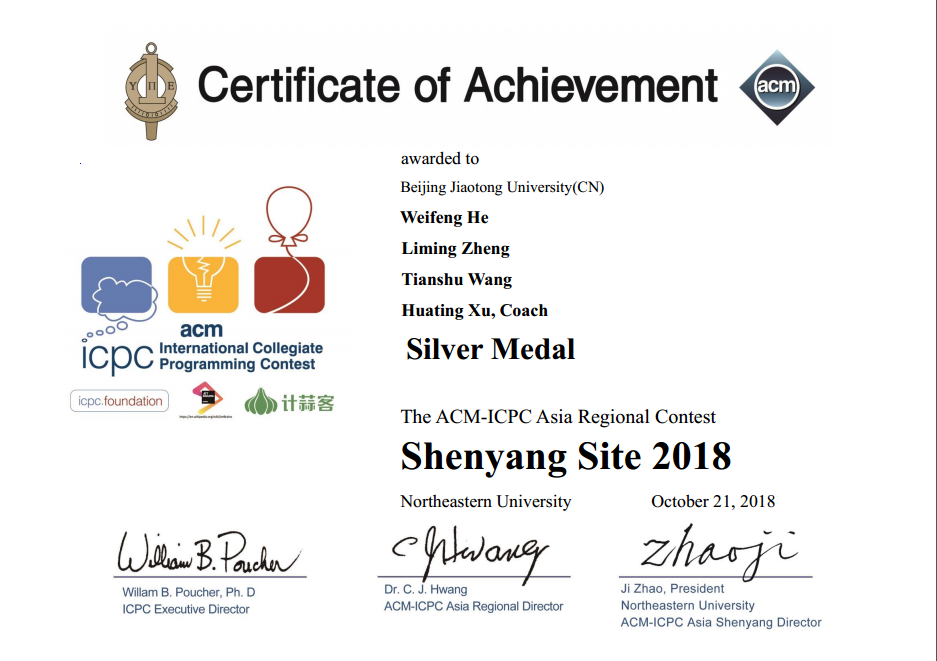 Certificate of Achievement
Υ Π Ε
acm
awarded to
Beijing Jiaotong University(CN)
Weifeng He
Liming Zheng
Tianshu Wang
Huating Xu, Coach
Silver Medal
acm
icpc International Collegiate
Programming Contest
icpc.foundation
计蒜客
The ACM-ICPC Asia Regional Contest
Shenyang Site 2018
Northeastern University
October 21, 2018
William B. Poucher
CJHwang
zhaoji
Willam B. Poucher, Ph. D
ICPC Executive Director
Dr. C. J. Hwang
ACM-ICPC Asia Regional Director
Ji Zhao, President
Northeastern University
ACM-ICPC Asia Shenyang Director